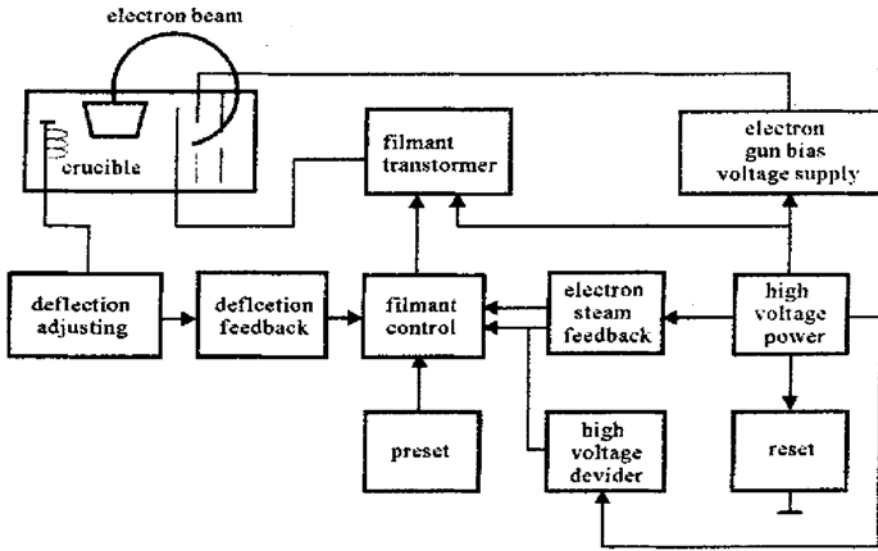 electron beam
crucible
filmant
transtormer
electron
gun bias
voltage supply
deflection
adjusting
deflcetion
feedback
filmant
control
electron
steam
feedback
high
voltage
power
preset
high
voltage
devider
reset